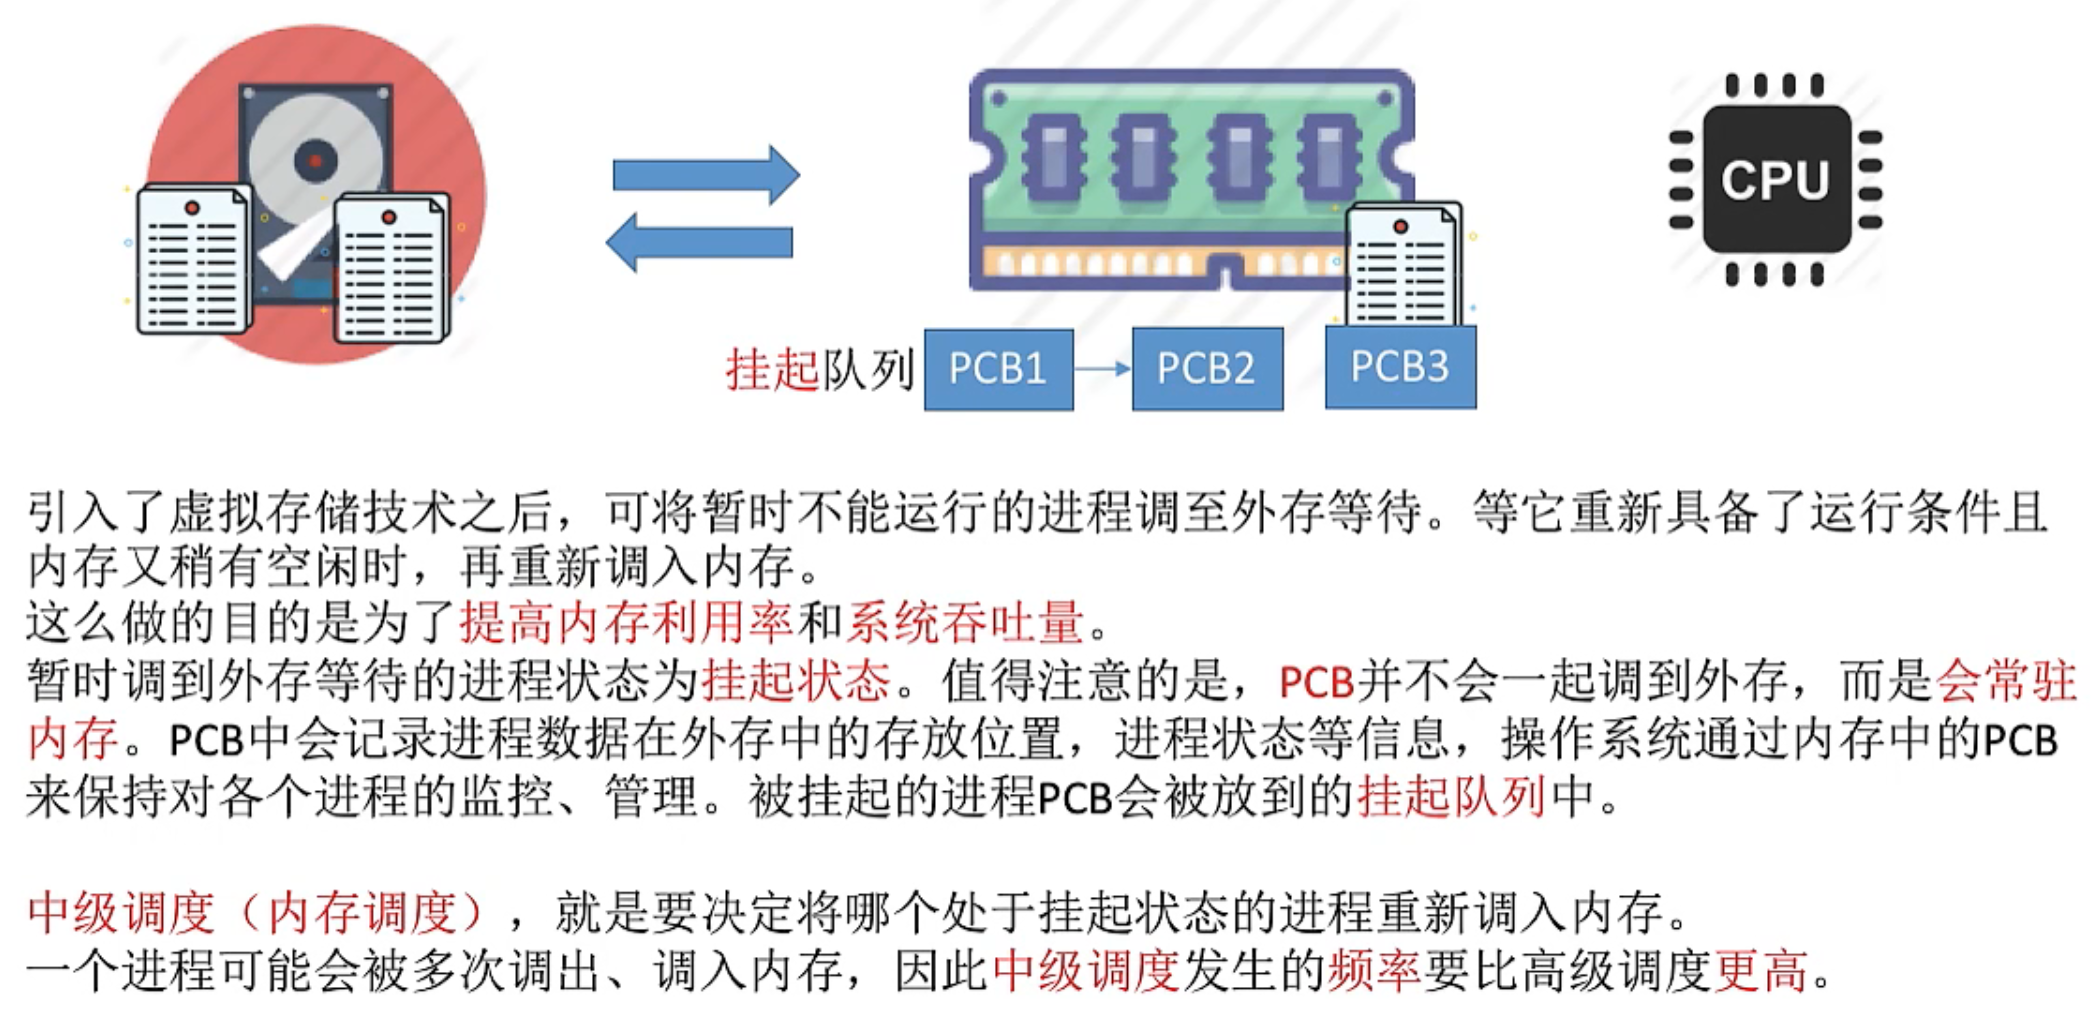 CPU
挂起队列 PCB1 PCB2 PCB3
引入了虚拟存储技术之后，可将暂时不能运行的进程调至外存等待。等它重新具备了运行条件且
内存又稍有空闲时，再重新调入内存。
这么做的目的是为了提高内存利用率和系统吞吐量。
暂时调到外存等待的进程状态为挂起状态。值得注意的是，PCB并不会一起调到外存，而是会常驻
内存。PCB中会记录进程数据在外存中的存放位置，进程状态等信息，操作系统通过内存中的PCB
来保持对各个进程的监控、管理。被挂起的进程PCB会被放到的挂起队列中。
中级调度（内存调度），就是要决定将哪个处于挂起状态的进程重新调入内存。
一个进程可能会被多次调出、调入内存，因此中级调度发生的频率要比高级调度更高。